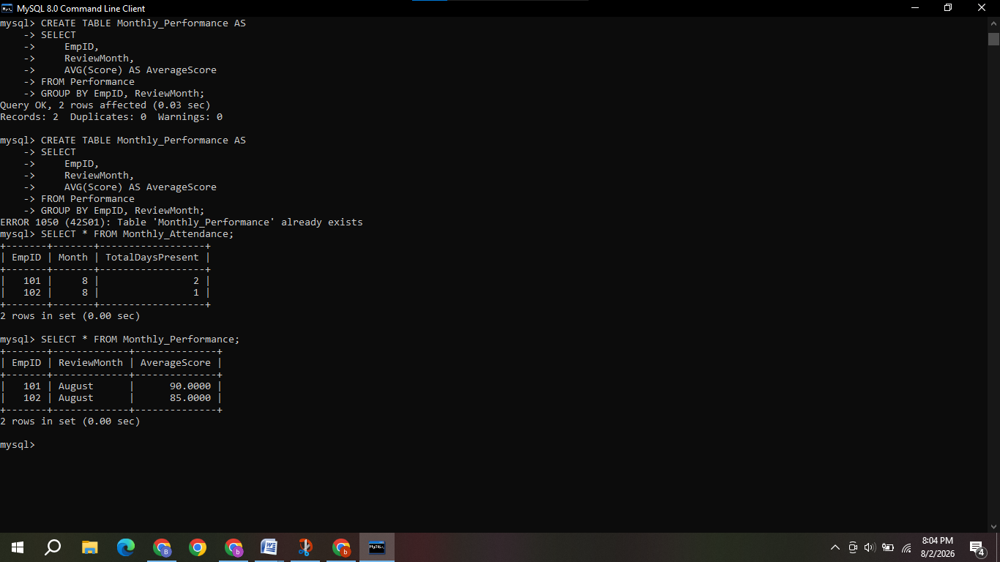 MySQL 8.0 Command Line Client
mysql> CREATE TABLE Monthly_Performance AS
    -> SELECT
    ->     EmpID,
    ->     ReviewMonth,
    ->     AVG(Score) AS AverageScore
    -> FROM Performance
    -> GROUP BY EmpID, ReviewMonth;
Query OK, 2 rows affected (0.03 sec)
Records: 2  Duplicates: 0  Warnings: 0

mysql> CREATE TABLE Monthly_Performance AS
    -> SELECT
    ->     EmpID,
    ->     ReviewMonth,
    ->     AVG(Score) AS AverageScore
    -> FROM Performance
    -> GROUP BY EmpID, ReviewMonth;
ERROR 1050 (42S01): Table 'Monthly_Performance' already exists
mysql> SELECT * FROM Monthly_Attendance;
+-------+-------+------------------+
| EmpID | Month | TotalDaysPresent |
+-------+-------+------------------+
|   101 |     8 |                2 |
|   102 |     8 |                1 |
+-------+-------+------------------+
2 rows in set (0.00 sec)

mysql> SELECT * FROM Monthly_Performance;
+-------+-------------+--------------+
| EmpID | ReviewMonth | AverageScore |
+-------+-------------+--------------+
|   101 | August      |      90.0000 |
|   102 | August      |      85.0000 |
+-------+-------------+--------------+
2 rows in set (0.00 sec)

mysql>
8:04 PM
8/2/2026
4